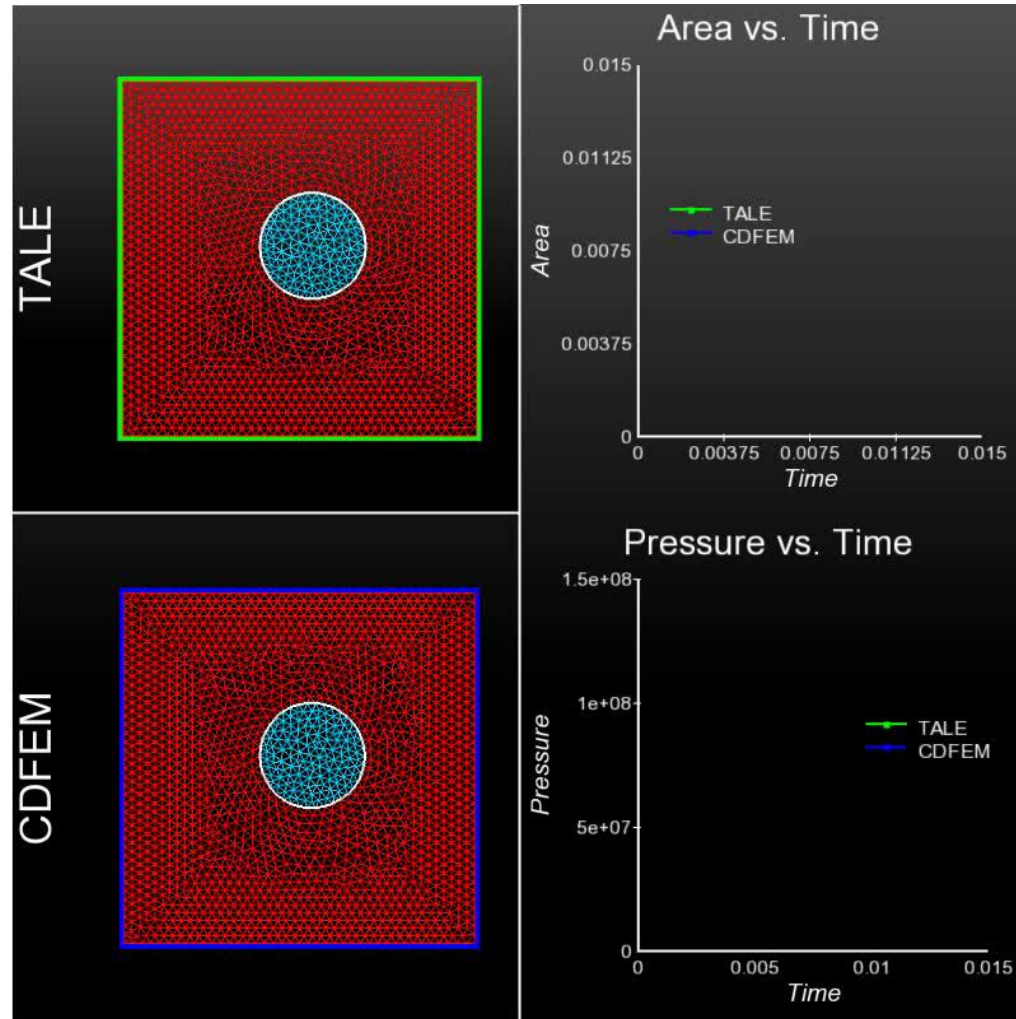 TALE
Area vs. Time
0.015
0.01125
0.0075
0.00375
0
Area
TALE
CDFEM
0 0.00375 0.0075 0.01125 0.015
Time
CDFEM
Pressure vs. Time
1.5e+08
1e+08
5e+07
0
Pressure
TALE
CDFEM
0 0.005 0.01 0.015
Time